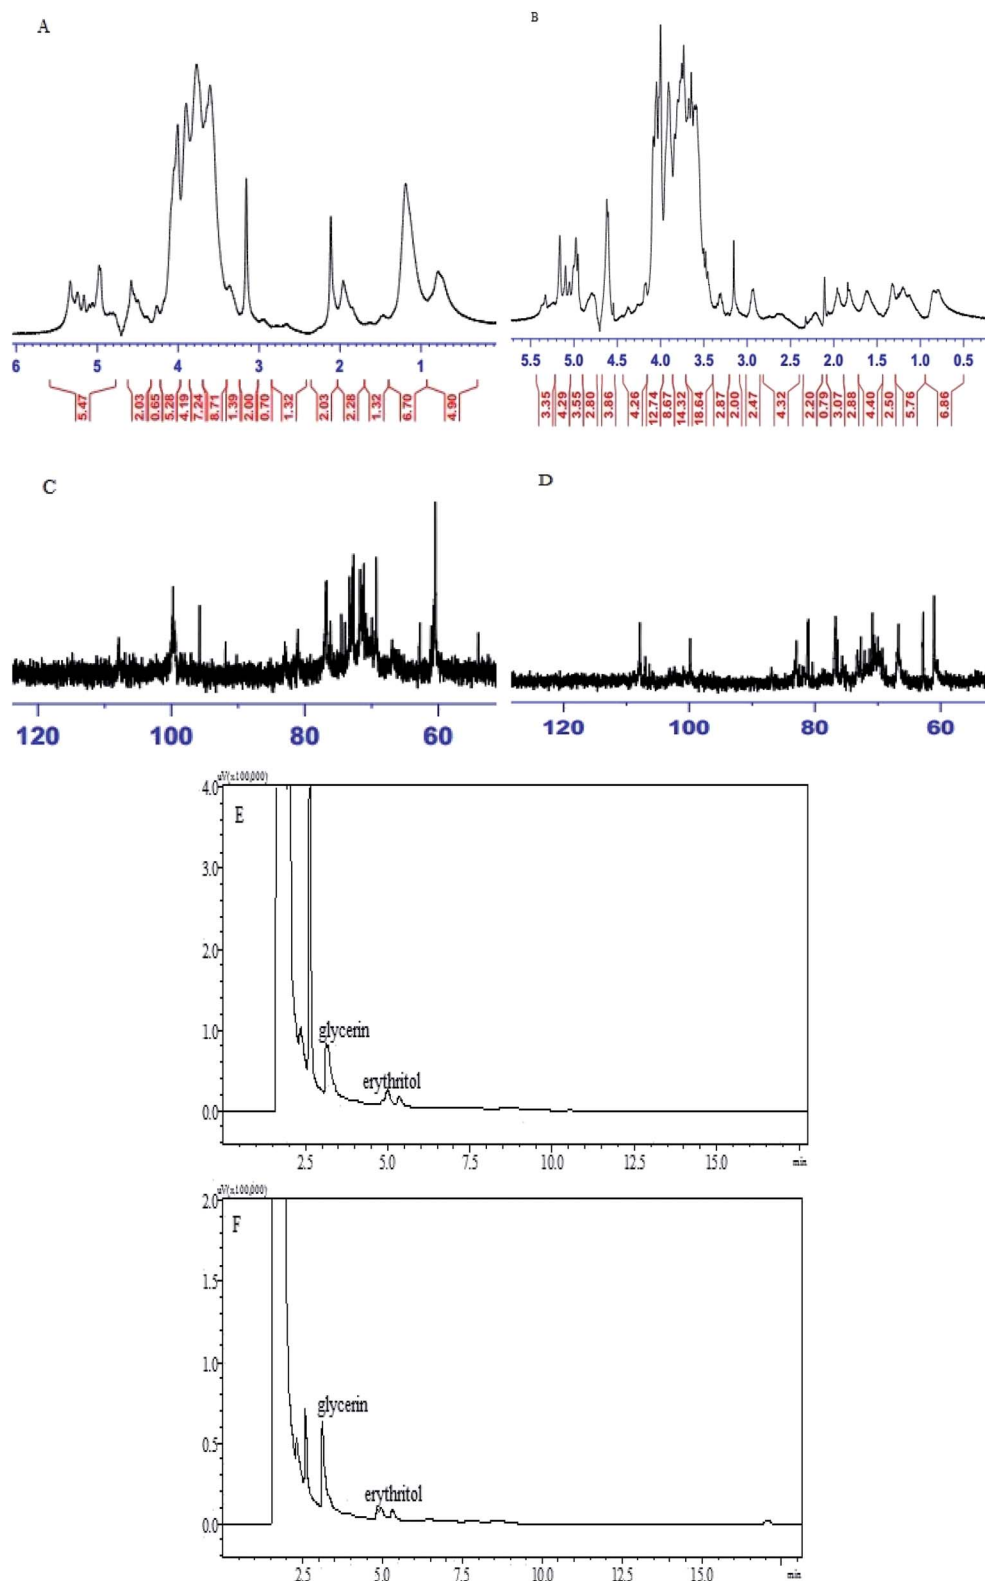 A
B
6 5 4 3 2 1
5.5 5.0 4.5 4.0 3.5 3.0 2.5 2.0 1.5 1.0 0.5
5.47 2.03 0.65 5.28 4.19 7.24 8.71 1.39 2.00 0.70 1.32 2.03 2.28 1.32 6.70 4.90
3.35 4.29 3.55 2.80 3.86 4.26 12.74 8.67 14.32 18.64 2.87 2.00 2.47 4.32 2.20 0.79 3.07 2.88 4.40 2.50 5.76 6.86
C
D
120 100 80 60
120 100 80 60
uV(x100,000)
4.0
E
3.0
2.0
1.0
glycerin
erythritol
0.0
2.5 5.0 7.5 10.0 12.5 15.0 min
uV(x100,000)
2.0
F
1.5
1.0
glycerin
0.5
erythritol
0.0
2.5 5.0 7.5 10.0 12.5 15.0 min